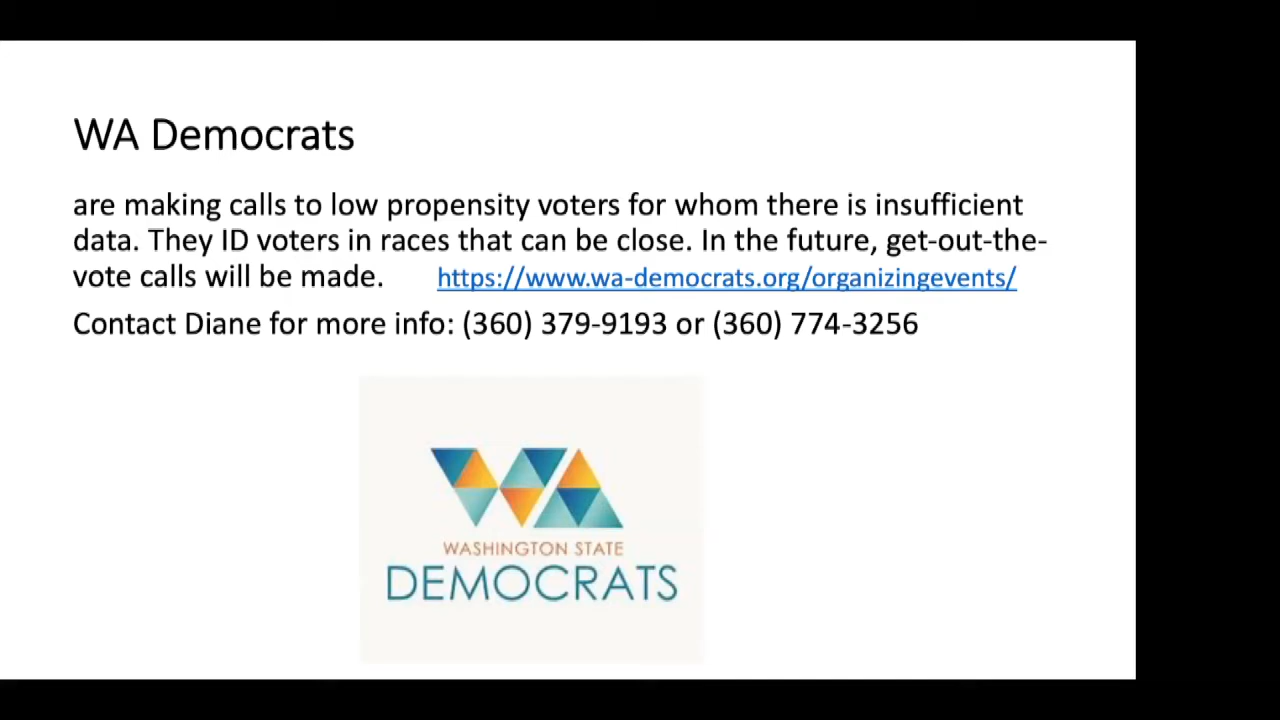 WA Democrats
are making calls to low propensity voters for whom there is insufficient
data. They ID voters in races that can be close. In the future, get-out-the-
vote calls will be made. https://www.wa-democrats.org/organizingevents/
Contact Diane for more info: (360) 379-9193 or (360) 774-3256
WA
WASHINGTON STATE
DEMOCRATS